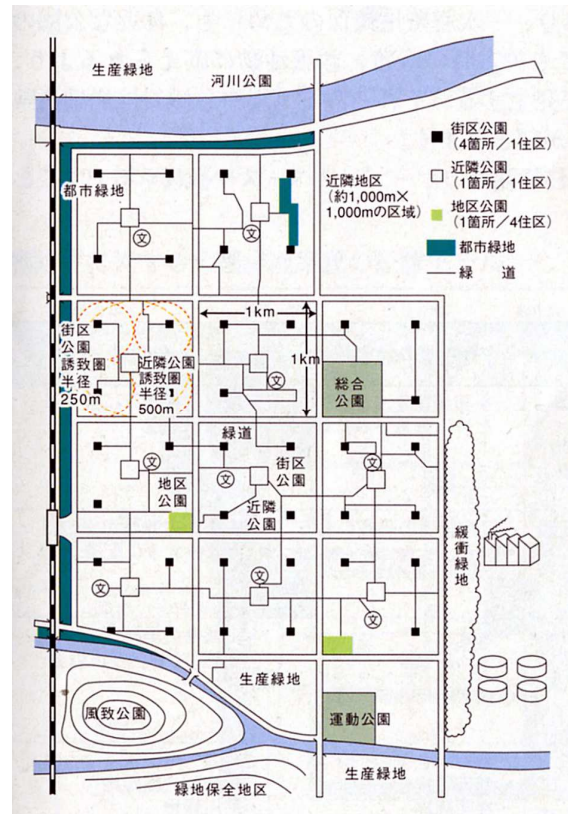 生産緑地
河川公園
街区公園
(4箇所／1住区)
近隣公園
(1箇所／1住区)
地区公園
(1箇所／4住区)
都市緑地
緑　道
都市緑地
近隣地区
(約1,000m×
1,000mの区域)
文
文
1km
1km
街区
公園
誘致圏
半径
250m
近隣公園
誘致圏
半径
500m
文
総合
公園
緑道
文
地区
公園
文
街区
公園
近隣
公園
文
緩衝緑地
文
文
文
生産緑地
風致公園
運動公園
生産緑地
緑地保全地区